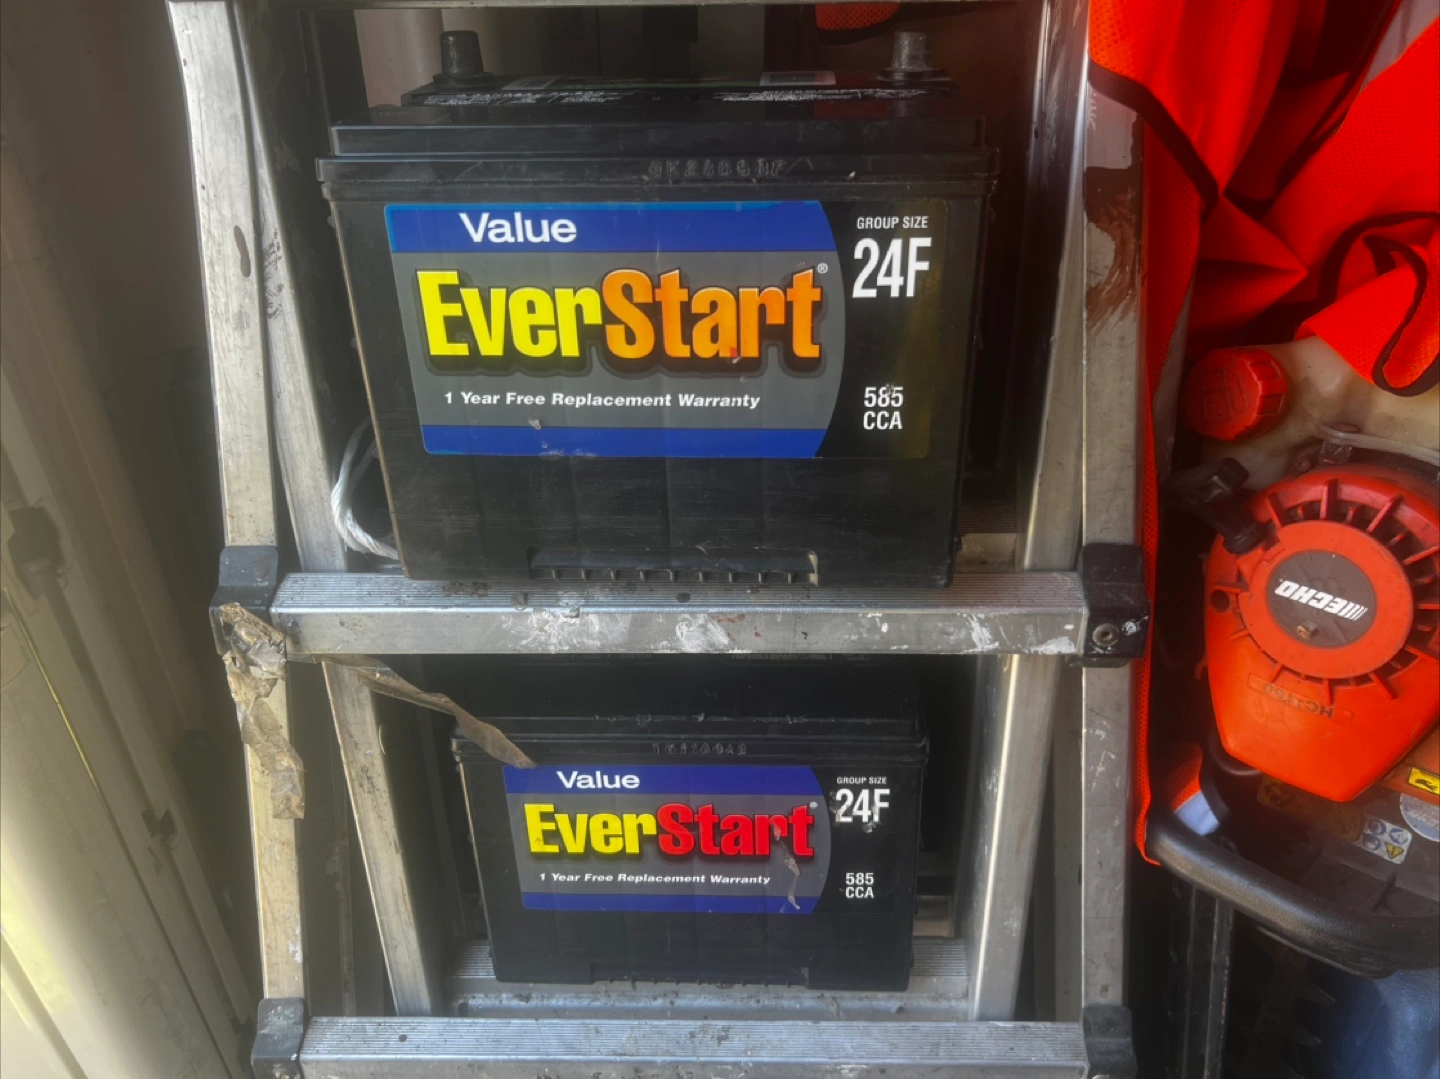 Value
EverStart®
1 Year Free Replacement Warranty
GROUP SIZE
24F
585
CCA
Value
EverStart®
1 Year Free Replacement Warranty
GROUP SIZE
24F
585
CCA
ECHO